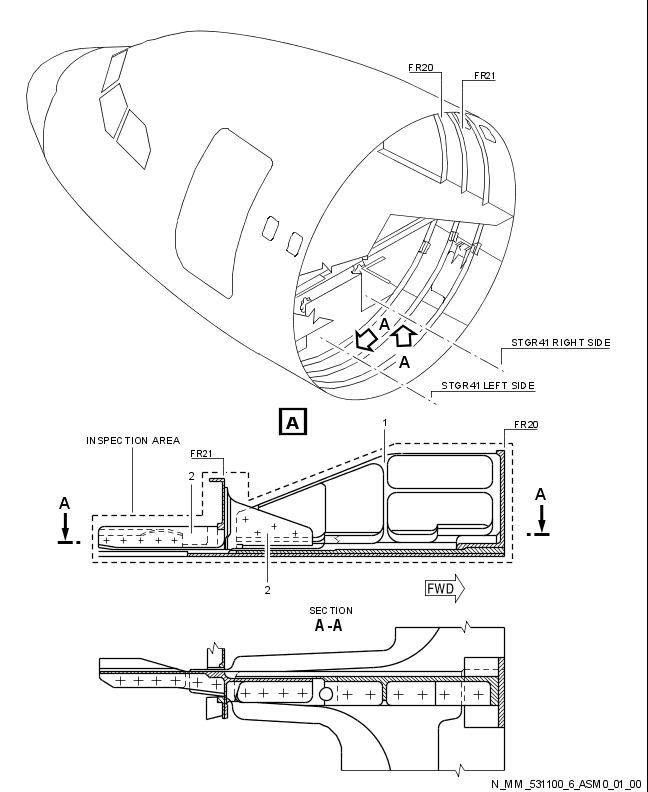 FR20
FR21
A
A
STGR41 RIGHT SIDE
STGR41 LEFT SIDE
A
1
FR20
INSPECTION AREA
FR21
2
A
A
2
FWD
SECTION
A-A
N_MM_531100_6_ASM0_01_00